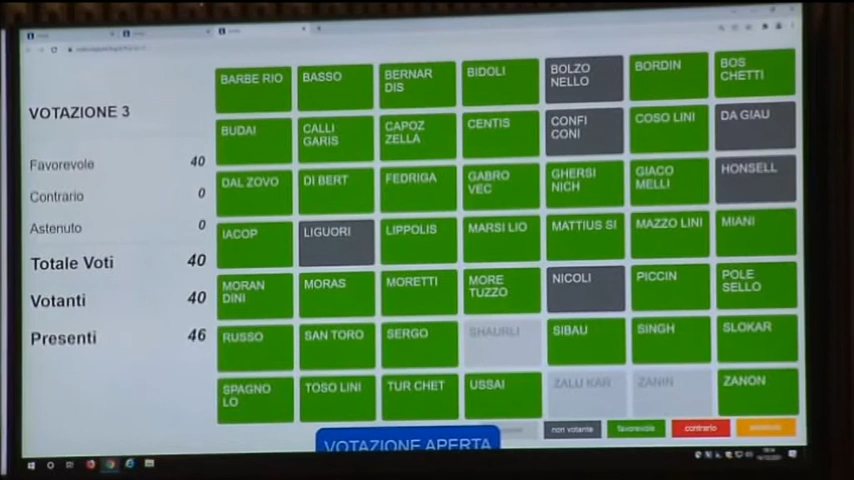 VOTAZIONE 3
Favorevole 40
Contrario 0
Astenuto 0
Totale Voti 40
Votanti 40
Presenti 46
BARBE RIO
BASSO
BERNAR
DIS
BIDOLI
BOLZO
NELLO
BORDIN
BOS
CHETTI
BUDAI
CALLI
GARIS
CAPOZ
ZELLA
CENTIS
CONFI
CONI
COSO LINI
DA GIAU
DAL ZOVO
DI BERT
FEDRIGA
GABRO
VEC
GHERSI
NICH
GIACO
MELLI
HONSELL
IACOP
LIGUORI
LIPPOLIS
MARSI LIO
MATTIUS SI
MAZZO LINI
MIANI
MORAN
DINI
MORAS
MORETTI
MORE
TUZZO
NICOLI
PICCIN
POLE
SELLO
RUSSO
SAN TORO
SERGO
SHAURLI
SIBAU
SINGH
SLOKAR
SPAGNO
LO
TOSO LINI
TUR CHET
USSAI
ZALU KAR
ZANIN
ZANON
VOTAZIONE APERTA
non votante
favorevole
contrario